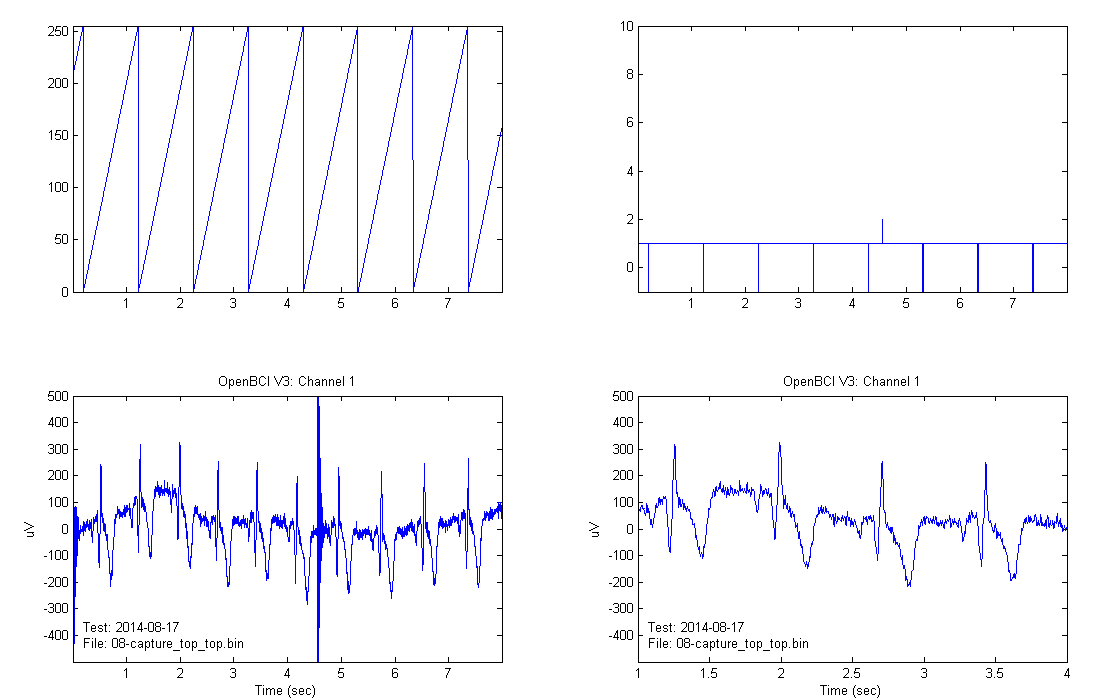 250
200
150
100
50
0
1 2 3 4 5 6 7
10
8
6
4
2
0
1 2 3 4 5 6 7
OpenBCI V3: Channel 1
500
400
300
200
100
0
-100
-200
-300
-400
uV
Test: 2014-08-17
File: 08-capture_top_top.bin
1 2 3 4 5 6 7
Time (sec)
OpenBCI V3: Channel 1
500
400
300
200
100
0
-100
-200
-300
-400
uV
Test: 2014-08-17
File: 08-capture_top_top.bin
1 1.5 2 2.5 3 3.5 4
Time (sec)